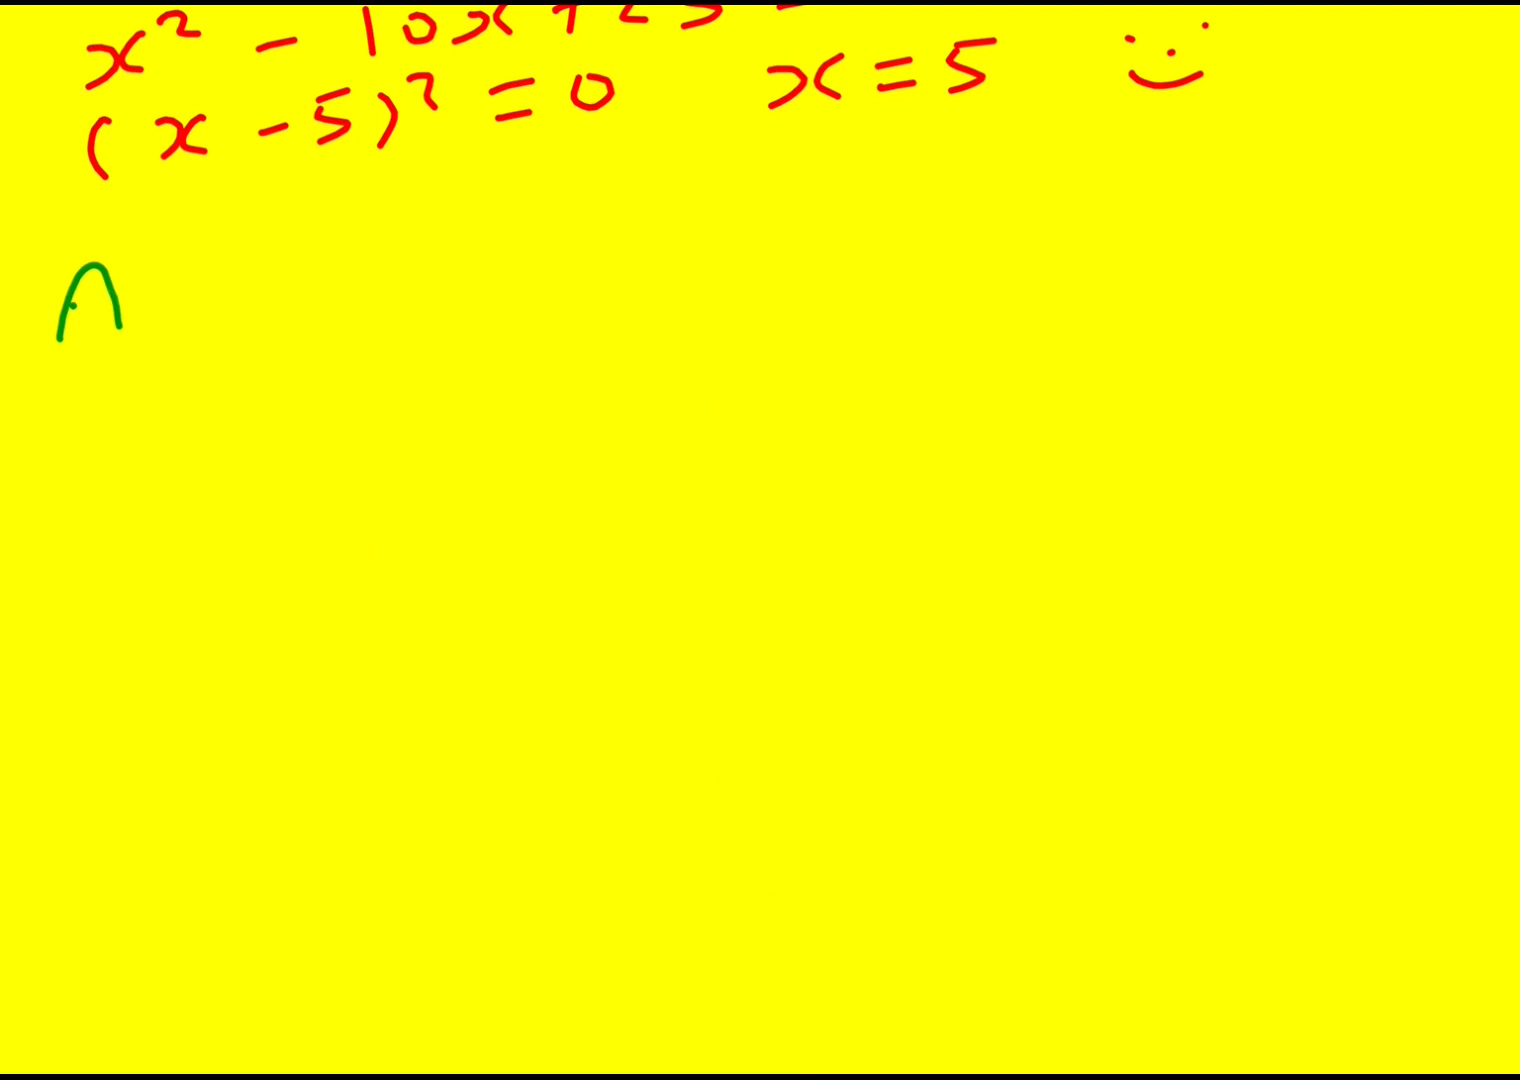 x² - 10x + 25 =
(x - 5)² = 0 x = 5